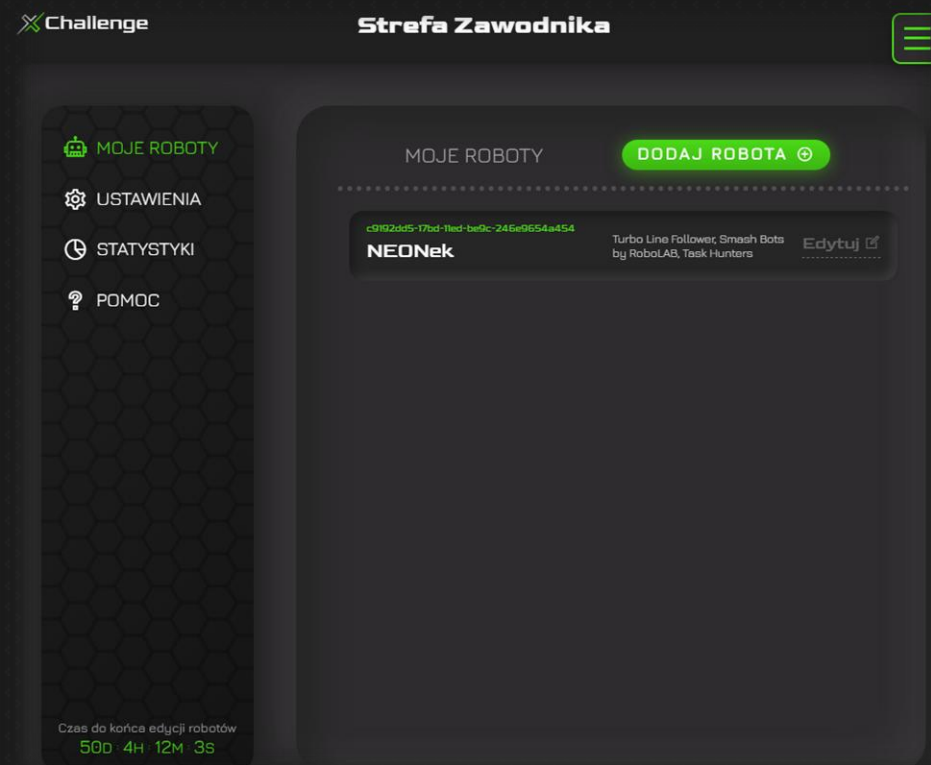 XChallenge
Strefa Zawodnika
MOJE ROBOTY
USTAWIENIA
STATYSTYKI
POMOC
Czas do końca edycji robotów
50D : 4H : 12M : 3S
MOJE ROBOTY
DODAJ ROBOTA
c9192dd5-17bd-11ed-be9c-246e9654a454
NEONek
Turbo Line Follower, Smash Bots
by RoboLAB, Task Hunters
Edytuj